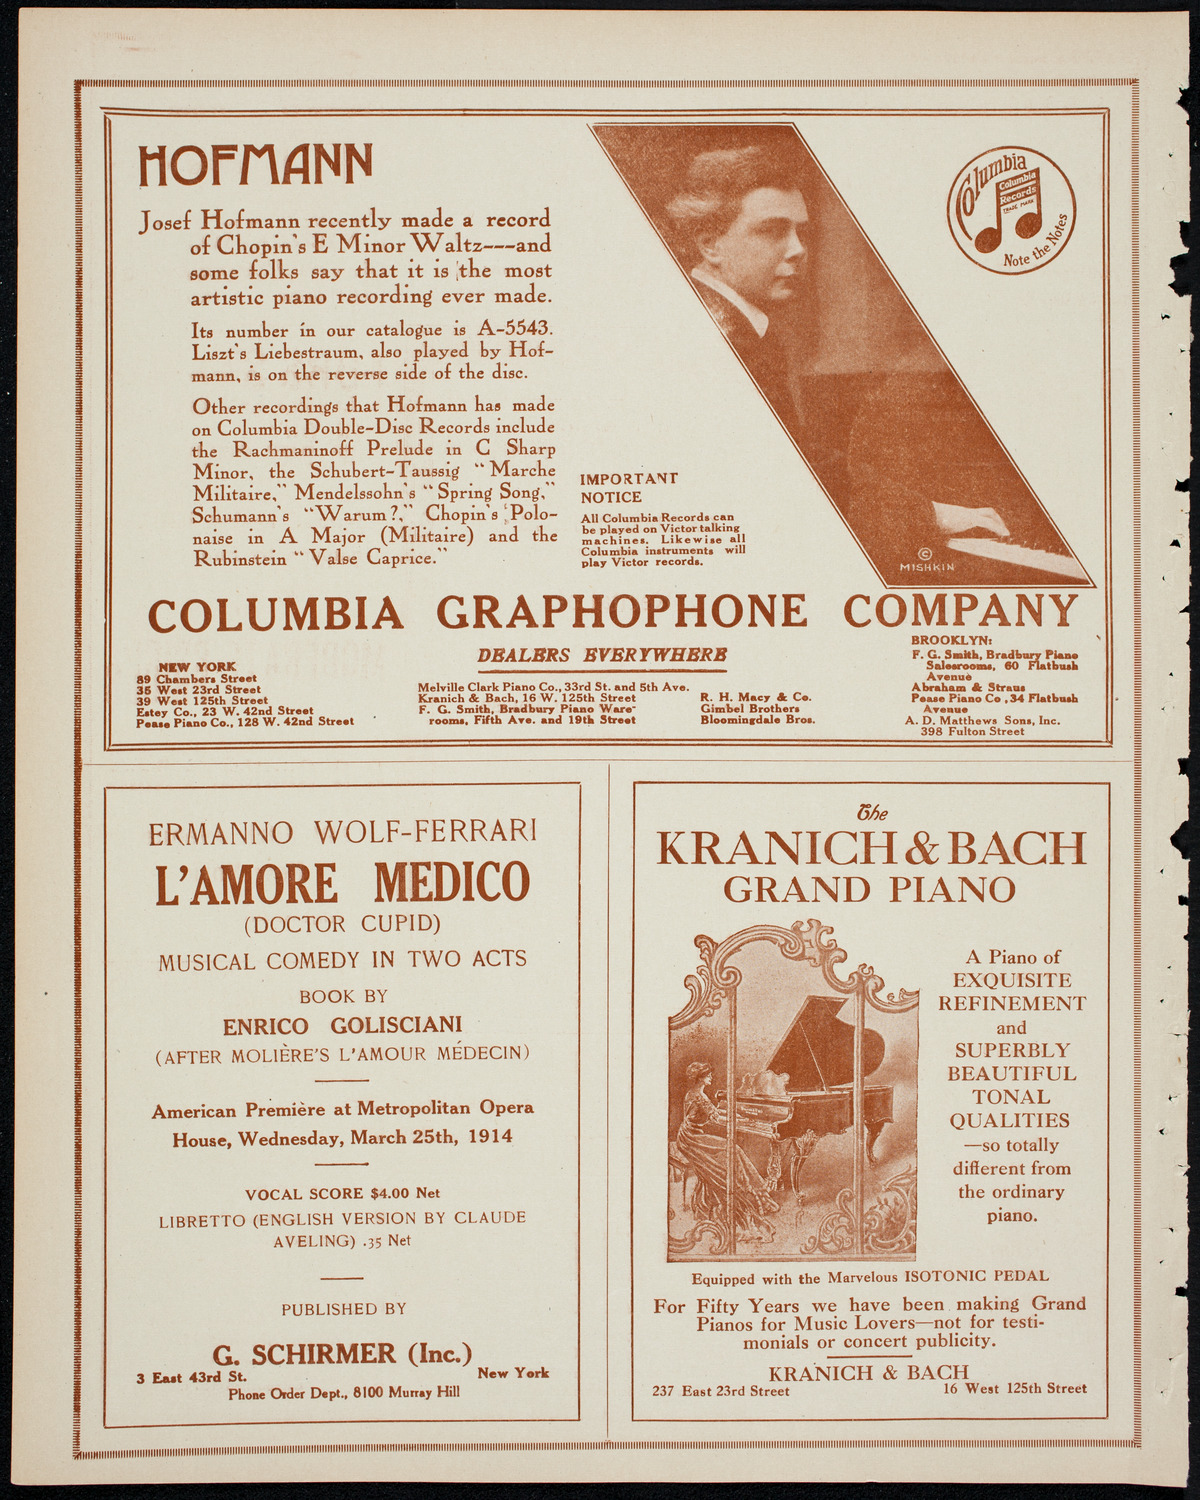 HOFMANN
Josef Hofmann recently made a record
of Chopin's E Minor Waltz---and
some folks say that it is the most
artistic piano recording ever made.
Its number in our catalogue is A-5543.
Liszt's Liebestraum, also played by Hof-
mann, is on the reverse side of the disc.
Other recordings that Hofmann has made
on Columbia Double-Disc Records include
the Rachmaninoff Prelude in C Sharp
Minor, the Schubert-Taussig "Marche
Militaire," Mendelssohn's "Spring Song,"
Schumann's "Warum?," Chopin's Polo-
naise in A Major (Militaire) and the
Rubinstein "Valse Caprice."
IMPORTANT
NOTICE
All Columbia Records can
be played on Victor talking
machines. Likewise all
Columbia instruments will
play Victor records.
©
MISHKIN
Columbia
Columbia
Records
TRADE MARK
Note the Notes
COLUMBIA GRAPHOPHONE COMPANY
DEALERS EVERYWHERE
NEW YORK
89 Chambers Street
35 West 23rd Street
39 West 125th Street
Estey Co., 23 W. 42nd Street
Pease Piano Co., 128 W. 42nd Street
Melville Clark Piano Co., 33rd St. and 5th Ave.
Kranich & Bach, 16 W. 125th Street
F. G. Smith, Bradbury Piano Ware-
rooms, Fifth Ave. and 19th Street
R. H. Macy & Co.
Gimbel Brothers
Bloomingdale Bros.
BROOKLYN:
F. G. Smith, Bradbury Piano
Salesrooms, 60 Flatbush
Avenue
Abraham & Straus
Pease Piano Co., 34 Flatbush
Avenue
A. D. Matthews Sons, Inc.
398 Fulton Street
ERMANNO WOLF-FERRARI
L'AMORE MEDICO
(DOCTOR CUPID)
MUSICAL COMEDY IN TWO ACTS
BOOK BY
ENRICO GOLISCIANI
(AFTER MOLIÈRE'S L'AMOUR MÉDECIN)
American Première at Metropolitan Opera
House, Wednesday, March 25th, 1914
VOCAL SCORE $4.00 Net
LIBRETTO (ENGLISH VERSION BY CLAUDE
AVELING) .35 Net
PUBLISHED BY
G. SCHIRMER (Inc.)
3 East 43rd St. New York
Phone Order Dept., 8100 Murray Hill
The
KRANICH & BACH
GRAND PIANO
A Piano of
EXQUISITE
REFINEMENT
and
SUPERBLY
BEAUTIFUL
TONAL
QUALITIES
—so totally
different from
the ordinary
piano.
Equipped with the Marvelous ISOTONIC PEDAL
For Fifty Years we have been making Grand
Pianos for Music Lovers—not for testi-
monials or concert publicity.
KRANICH & BACH
237 East 23rd Street 16 West 125th Street